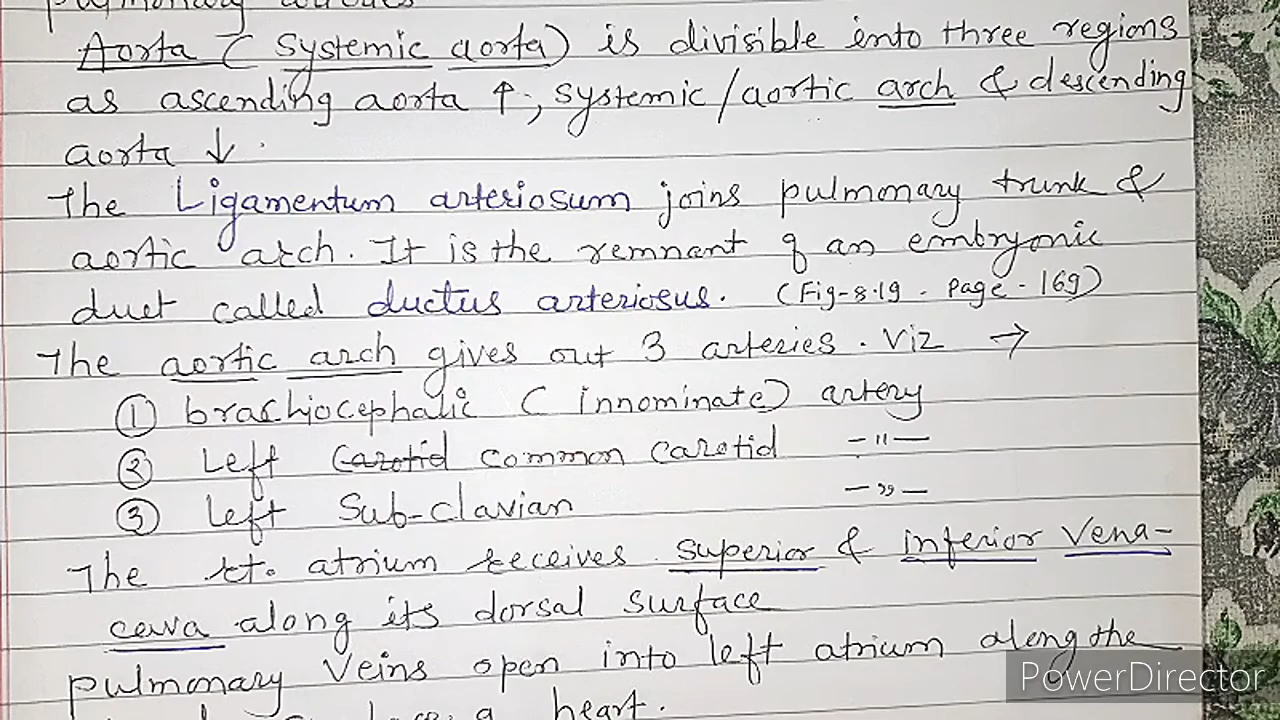 pulmonary
Aorta (systemic aorta) is divisible into three regions
as ascending aorta ↑, systemic/aortic arch & descending
aorta ↓.
The Ligamentum arteriosum joins pulmonary trunk &
aortic arch. It is the remnant of an embryonic
duct called ductus arteriosus. (Fig-8.19. page-169)
The aortic arch gives out 3 arteries. Viz →
① brachiocephalic (innominate) artery
② Left carotid common carotid —"—
③ left Sub-clavian —"—
The rt. atrium receives superior & inferior Vena-
cava along its dorsal surface
pulmonary Veins open into left atrium along the
heart.
PowerDirector